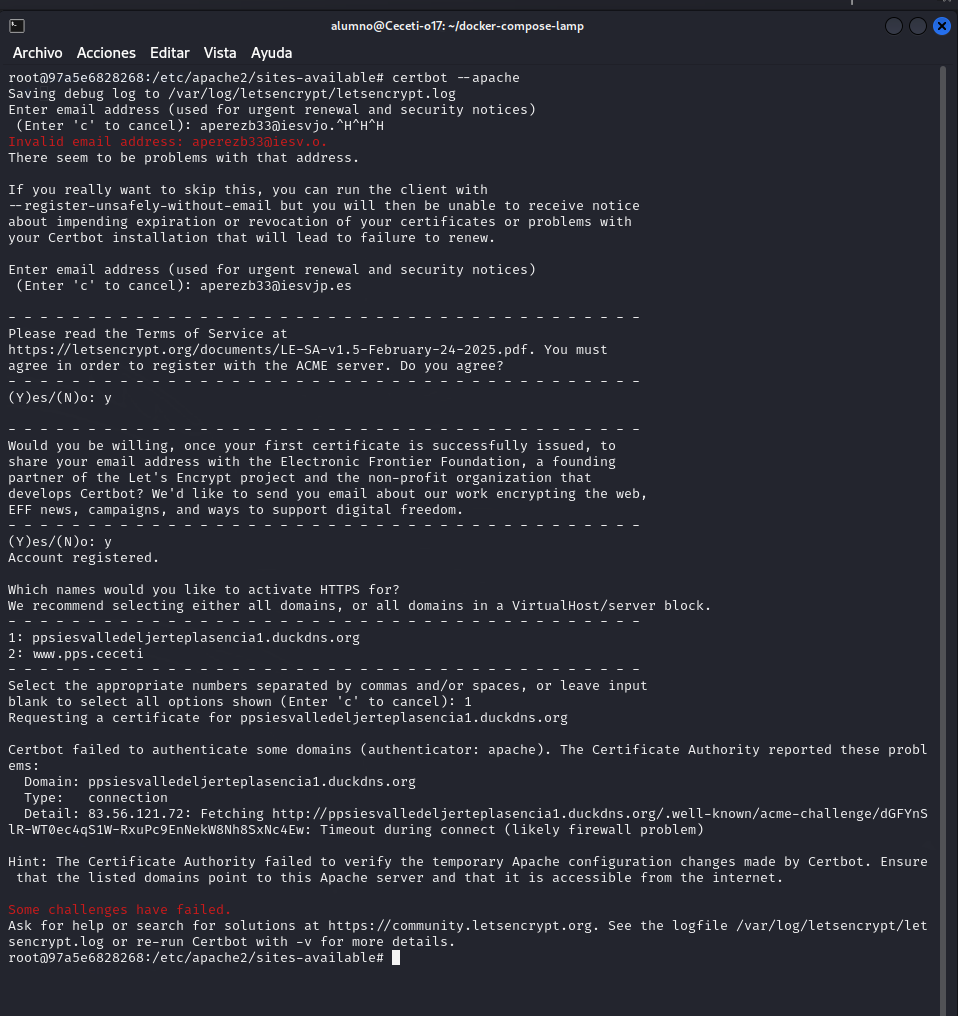 alumno@Ceceti-o17: ~/docker-compose-lamp
Archivo Acciones Editar Vista Ayuda
root@97a5e6828268:/etc/apache2/sites-available# certbot --apache
Saving debug log to /var/log/letsencrypt/letsencrypt.log
Enter email address (used for urgent renewal and security notices)
(Enter 'c' to cancel): aperezb33@iesvjo.^H^H^H
Invalid email address: aperezb33@iesv.o.
There seem to be problems with that address.
If you really want to skip this, you can run the client with
--register-unsafely-without-email but you will then be unable to receive notice
about impending expiration or revocation of your certificates or problems with
your Certbot installation that will lead to failure to renew.
Enter email address (used for urgent renewal and security notices)
(Enter 'c' to cancel): aperezb33@iesvjp.es
- - - - - - - - - - - - - - - - - - - - - - - - - - - - - - - - - - - - - - - -
Please read the Terms of Service at
https://letsencrypt.org/documents/LE-SA-v1.5-February-24-2025.pdf. You must
agree in order to register with the ACME server. Do you agree?
- - - - - - - - - - - - - - - - - - - - - - - - - - - - - - - - - - - - - - - -
(Y)es/(N)o: y
- - - - - - - - - - - - - - - - - - - - - - - - - - - - - - - - - - - - - - - -
Would you be willing, once your first certificate is successfully issued, to
share your email address with the Electronic Frontier Foundation, a founding
partner of the Let's Encrypt project and the non-profit organization that
develops Certbot? We'd like to send you email about our work encrypting the web,
EFF news, campaigns, and ways to support digital freedom.
- - - - - - - - - - - - - - - - - - - - - - - - - - - - - - - - - - - - - - - -
(Y)es/(N)o: y
Account registered.
Which names would you like to activate HTTPS for?
We recommend selecting either all domains, or all domains in a VirtualHost/server block.
- - - - - - - - - - - - - - - - - - - - - - - - - - - - - - - - - - - - - - - -
1: ppsiesvalledeljerteplasencia1.duckdns.org
2: www.pps.ceceti
- - - - - - - - - - - - - - - - - - - - - - - - - - - - - - - - - - - - - - - -
Select the appropriate numbers separated by commas and/or spaces, or leave input
blank to select all options shown (Enter 'c' to cancel): 1
Requesting a certificate for ppsiesvalledeljerteplasencia1.duckdns.org
Certbot failed to authenticate some domains (authenticator: apache). The Certificate Authority reported these probl
ems:
Domain: ppsiesvalledeljerteplasencia1.duckdns.org
Type: connection
Detail: 83.56.121.72: Fetching http://ppsiesvalledeljerteplasencia1.duckdns.org/.well-known/acme-challenge/dGFYnS
lR-WT0ec4qS1W-RxuPc9EnNekW8Nh8SxNc4Ew: Timeout during connect (likely firewall problem)
Hint: The Certificate Authority failed to verify the temporary Apache configuration changes made by Certbot. Ensure
that the listed domains point to this Apache server and that it is accessible from the internet.
Some challenges have failed.
Ask for help or search for solutions at https://community.letsencrypt.org. See the logfile /var/log/letsencrypt/let
sencrypt.log or re-run Certbot with -v for more details.
root@97a5e6828268:/etc/apache2/sites-available#